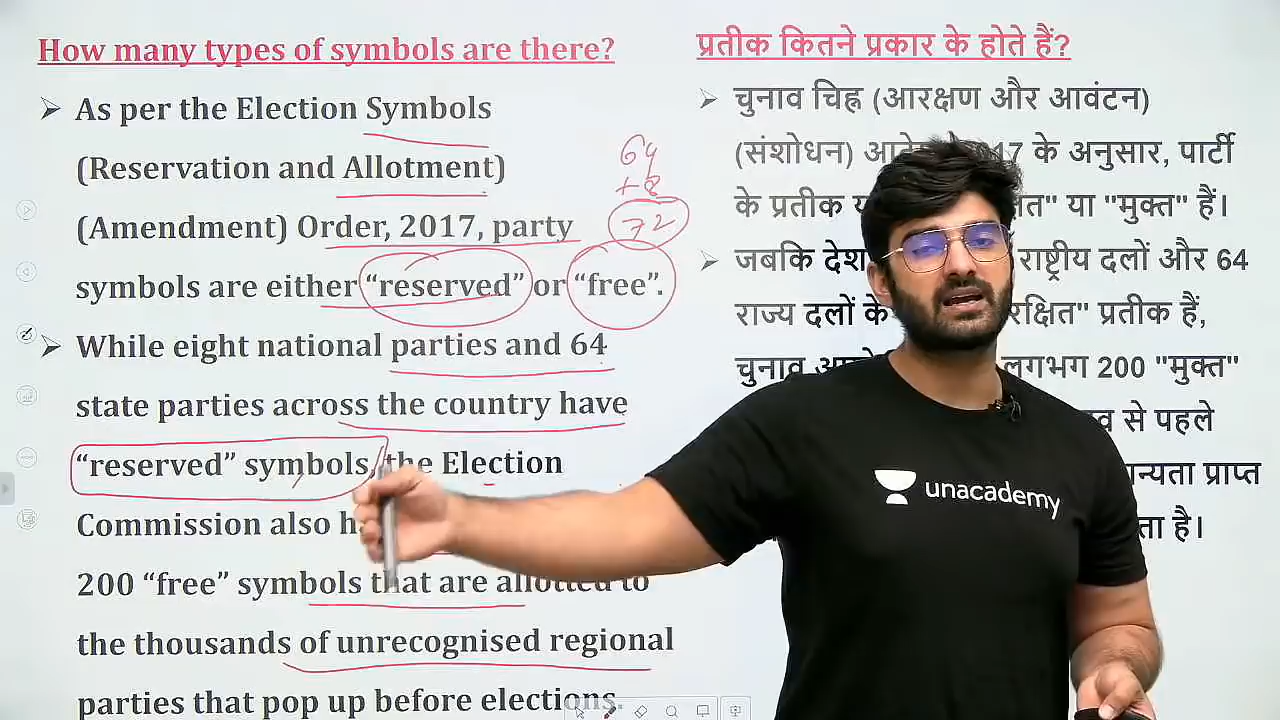 How many types of symbols are there?
As per the Election Symbols
(Reservation and Allotment)
(Amendment) Order, 2017, party
symbols are either “reserved” or “free”.
While eight national parties and 64
state parties across the country have
“reserved” symbols, the Election
Commission also
200 “free” symbols that are allotted to
the thousands of unrecognised regional
parties that pop up before elections.
64
+8
72
प्रतीक कितने प्रकार के होते हैं?
चुनाव चिह्न (आरक्षण और आवंटन)
(संशोधन) 17 के अनुसार, पार्टी
के प्रतीक या "मुक्त" हैं।
जबकि देश राष्ट्रीय दलों और 64
राज्य दलों के प्रतीक हैं,
चुनाव लगभग 200 "मुक्त"
से पहले
प्राप्त
है।
unacademy